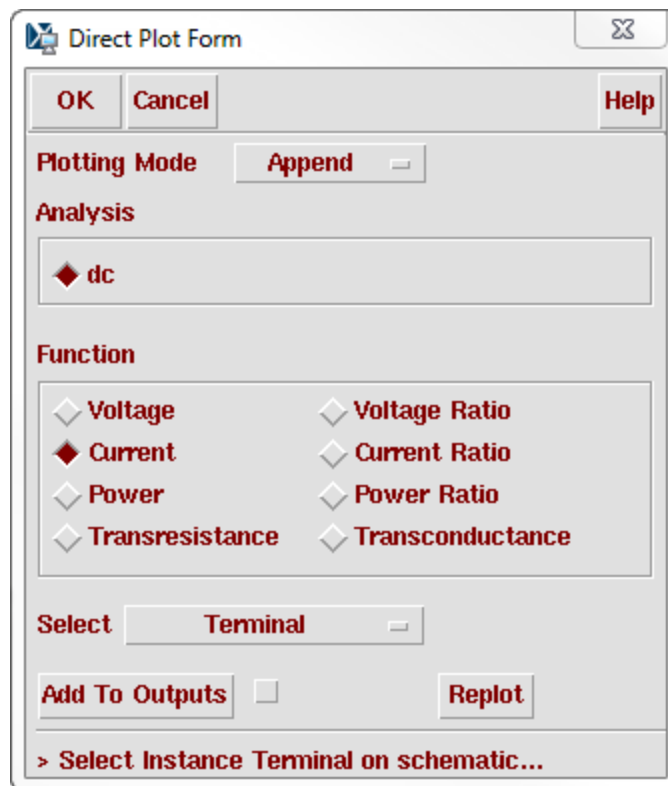 Direct Plot Form
OK Cancel Help
Plotting Mode Append
Analysis
dc
Function
Voltage Voltage Ratio
Current Current Ratio
Power Power Ratio
Transresistance Transconductance
Select Terminal
Add To Outputs Replot
> Select Instance Terminal on schematic...